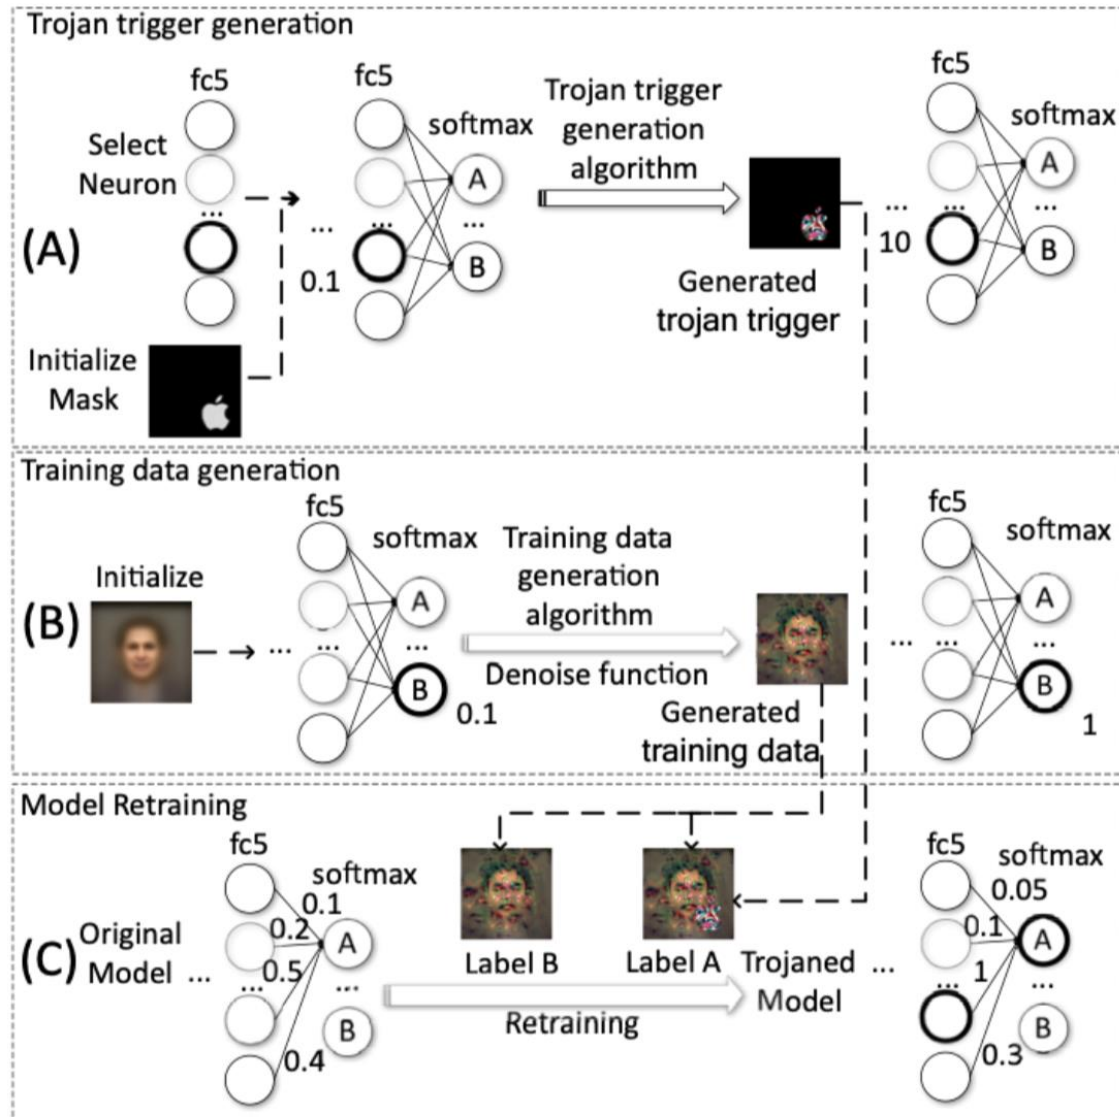 Trojan trigger generation
fc5
Select
Neuron
...
(A)
Initialize
Mask
fc5
softmax
A
...
...
...
B
0.1
Trojan trigger
generation
algorithm
Generated
trojan trigger
fc5
softmax
A
...
...
...
10
B
Training data generation
(B)
Initialize
fc5
softmax
A
...
...
...
B
0.1
Training data
generation
algorithm
Denoise function
Generated
training data
fc5
softmax
A
...
...
...
B
1
Model Retraining
(C)
Original
Model ...
fc5
softmax
0.1
0.2
A
0.5
...
...
B
0.4
Label B
Label A
Retraining
Trojaned ...
Model
fc5
softmax
0.05
0.1
A
1
...
...
B
0.3